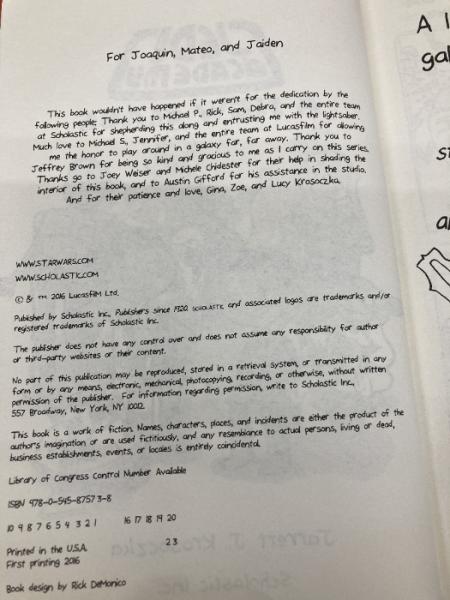 For Joaquin, Mateo, and Jaiden
This book wouldn't have happened if it weren't for the dedication by the
following people: Thank you to Michael P., Rick, Sam, Debra, and the entire team
at Scholastic for shepherding this along and entrusting me with the lightsaber.
Much love to Michael S., Jennifer, and the entire team at Lucasfilm for allowing
me the honor to play around in a galaxy far, far away. Thank you to
Jeffrey Brown for being so kind and gracious to me as I carry on this series.
Thanks go to Joey Weiser and Michele Chidester for their help in shading the
interior of this book, and to Austin Gifford for his assistance in the studio.
And for their patience and love, Gina, Zoe, and Lucy Krosoczka.
WWW.STARWARS.COM
WWW.SCHOLASTIC.COM
© & ™ 2016 Lucasfilm Ltd.
Published by Scholastic Inc., Publishers since 1920. SCHOLASTIC and associated logos are trademarks and/or
registered trademarks of Scholastic Inc.
The publisher does not have any control over and does not assume any responsibility for author
or third-party websites or their content.
No part of this publication may be reproduced, stored in a retrieval system, or transmitted in any
form or by any means, electronic, mechanical, photocopying, recording, or otherwise, without written
permission of the publisher. For information regarding permission, write to Scholastic Inc.,
557 Broadway, New York, NY 10012.
This book is a work of fiction. Names, characters, places, and incidents are either the product of the
author's imagination or are used fictitiously, and any resemblance to actual persons, living or dead,
business establishments, events, or locales is entirely coincidental.
Library of Congress Control Number Available
ISBN 978-0-545-87573-8
10 9 8 7 6 5 4 3 2 1 16 17 18 19 20
Printed in the U.S.A. 23
First printing 2016
Book design by Rick DeMonico
A